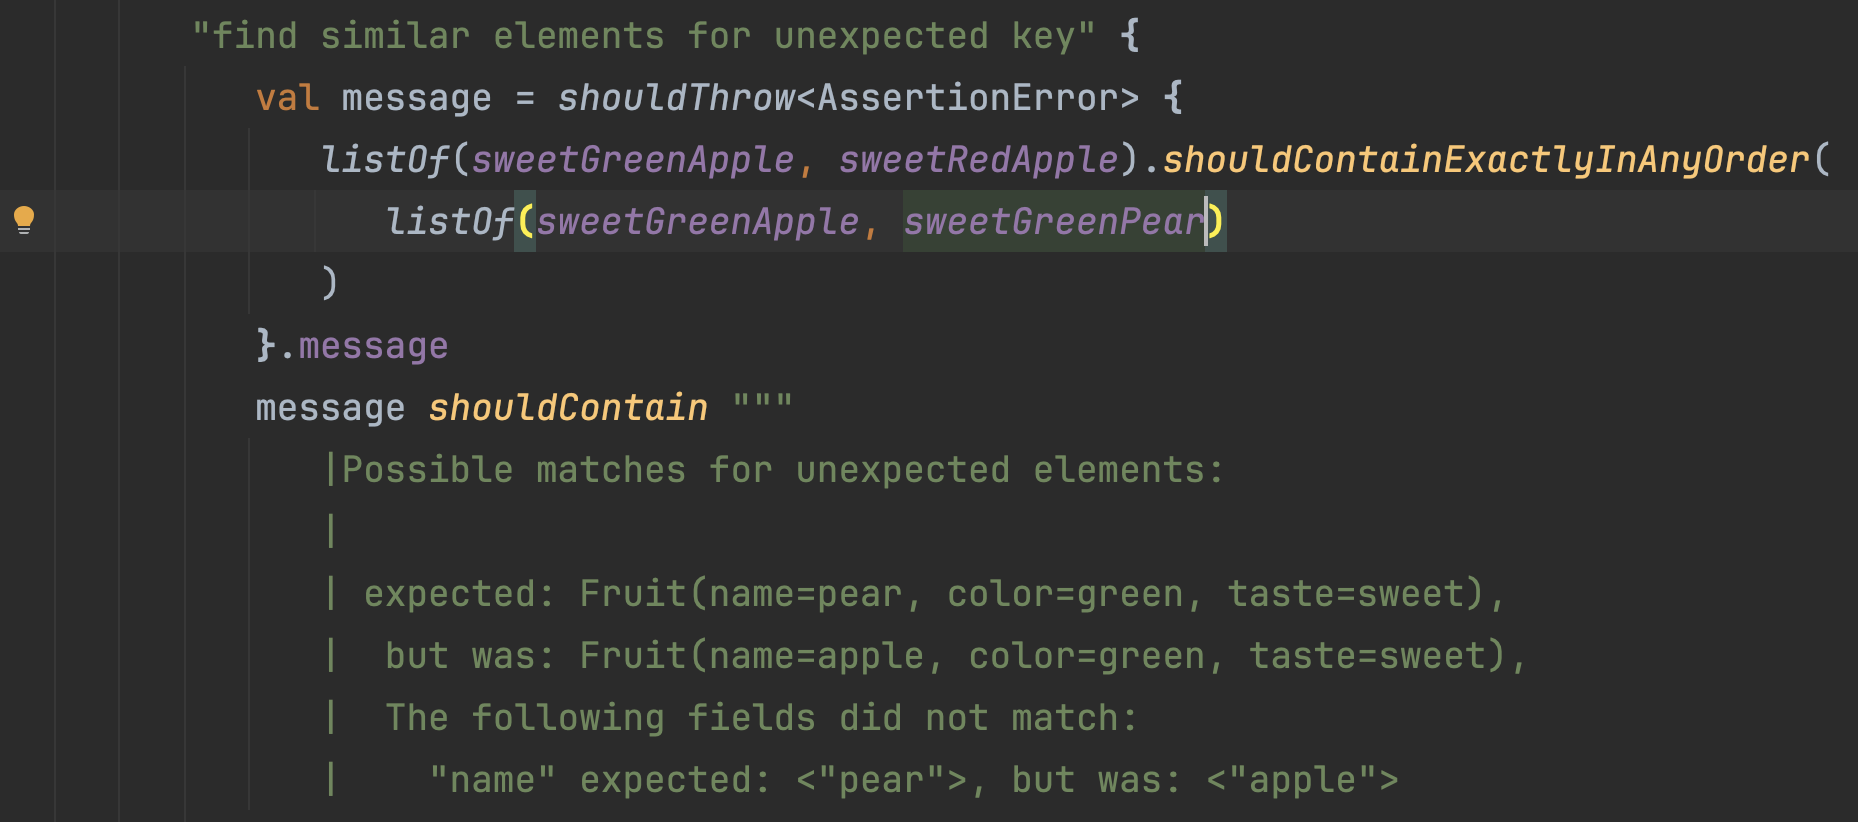 "find similar elements for unexpected key" {
val message = shouldThrow<AssertionError> {
listOf(sweetGreenApple, sweetRedApple).shouldContainExactlyInAnyOrder(
listOf(sweetGreenApple, sweetGreenPear)
)
}.message
message shouldContain """
|Possible matches for unexpected elements:
|
| expected: Fruit(name=pear, color=green, taste=sweet),
|  but was: Fruit(name=apple, color=green, taste=sweet),
|  The following fields did not match:
|    "name" expected: <"pear">, but was: <"apple">